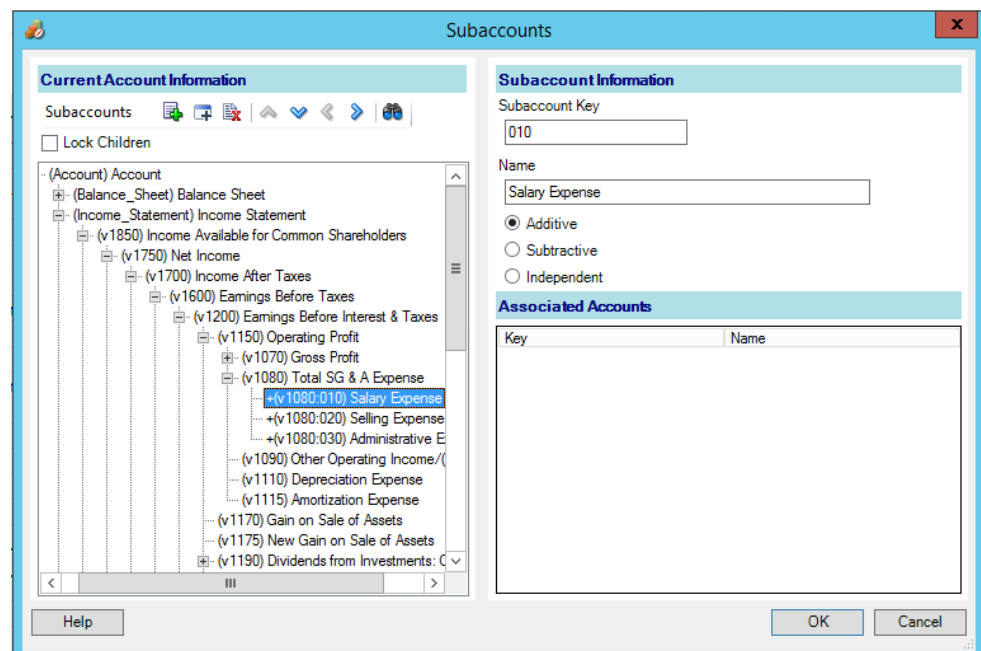 Subaccounts
x
Current Account Information
Subaccounts
Lock Children
(Account) Account
(Balance_Sheet) Balance Sheet
(Income_Statement) Income Statement
(v1850) Income Available for Common Shareholders
(v1750) Net Income
(v1700) Income After Taxes
(v1600) Earnings Before Taxes
(v1200) Earnings Before Interest & Taxes
(v1150) Operating Profit
(v1070) Gross Profit
(v1080) Total SG & A Expense
+(v1080:010) Salary Expense
+(v1080:020) Selling Expense
+(v1080:030) Administrative E
(v1090) Other Operating Income/(
(v1110) Depreciation Expense
(v1115) Amortization Expense
(v1170) Gain on Sale of Assets
(v1175) New Gain on Sale of Assets
(v1190) Dividends from Investments: C
Subaccount Information
Subaccount Key
010
Name
Salary Expense
Additive
Subtractive
Independent
Associated Accounts
Key Name
Help OK Cancel